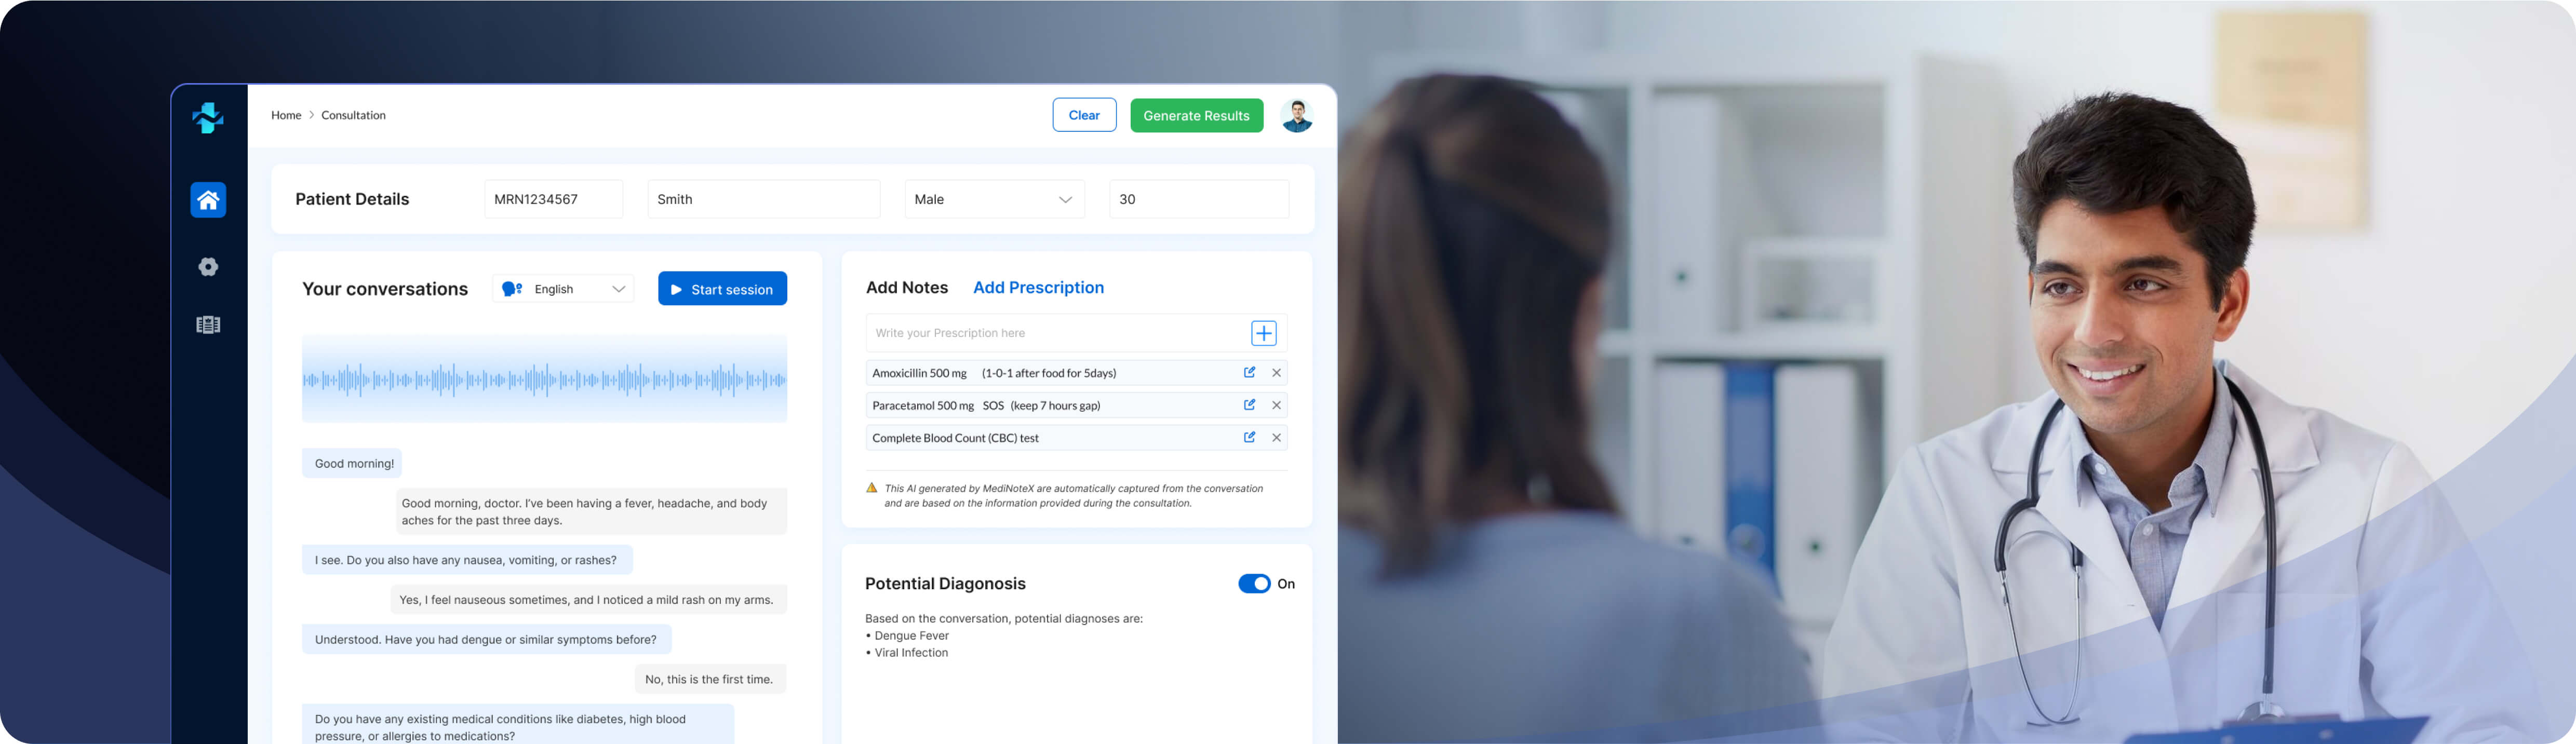 Home > Consultation
Clear
Generate Results
Patient Details
MRN1234567
Smith
Male
30
Your conversations
English
Start session
Good morning!
Good morning, doctor. I've been having a fever, headache, and body
aches for the past three days.
I see. Do you also have any nausea, vomiting, or rashes?
Yes, I feel nauseous sometimes, and I noticed a mild rash on my arms.
Understood. Have you had dengue or similar symptoms before?
No, this is the first time.
Do you have any existing medical conditions like diabetes, high blood
pressure, or allergies to medications?
Add Notes
Add Prescription
Write your Prescription here
Amoxicillin 500 mg (1-0-1 after food for 5days)
Paracetamol 500 mg SOS (keep 7 hours gap)
Complete Blood Count (CBC) test
This AI generated by MediNoteX are automatically captured from the conversation
and are based on the information provided during the consultation.
Potential Diagonosis
On
Based on the conversation, potential diagnoses are:
• Dengue Fever
• Viral Infection